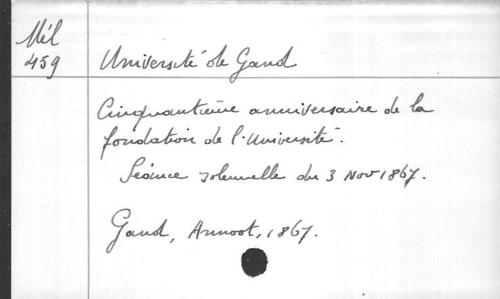 Mél
459
Université de Gand
Cinquantième anniversaire de la
fondation de l'Université.
Séance solennelle du 3 Nov 1867.
Gand, Annoot, 1867.